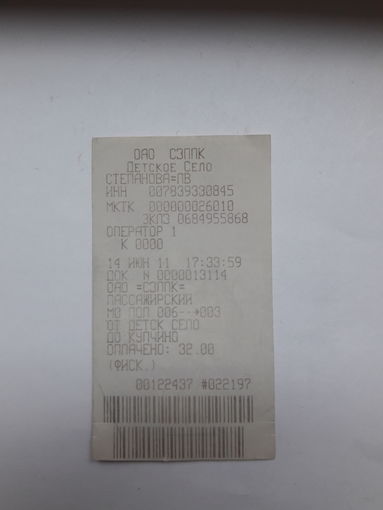 ОАО СЗППК
Детское Село
СТЕПАНОВА=ЛВ
ИНН 007839330845
МКТК 000000026010
ЭКЛЗ 0684955868
ОПЕРАТОР 1
К 0000
14 ИЮН 11 17:33:59
ДОК N 0000013114
ОАО =СЗППК=
ПАССАЖИРСКИЙ
МО ПОЛ 006-->003
ОТ ДЕТСК СЕЛО
ДО КУПЧИНО
ОПЛАЧЕНО: 32.00
(ФИСК.)
00122437 #022197